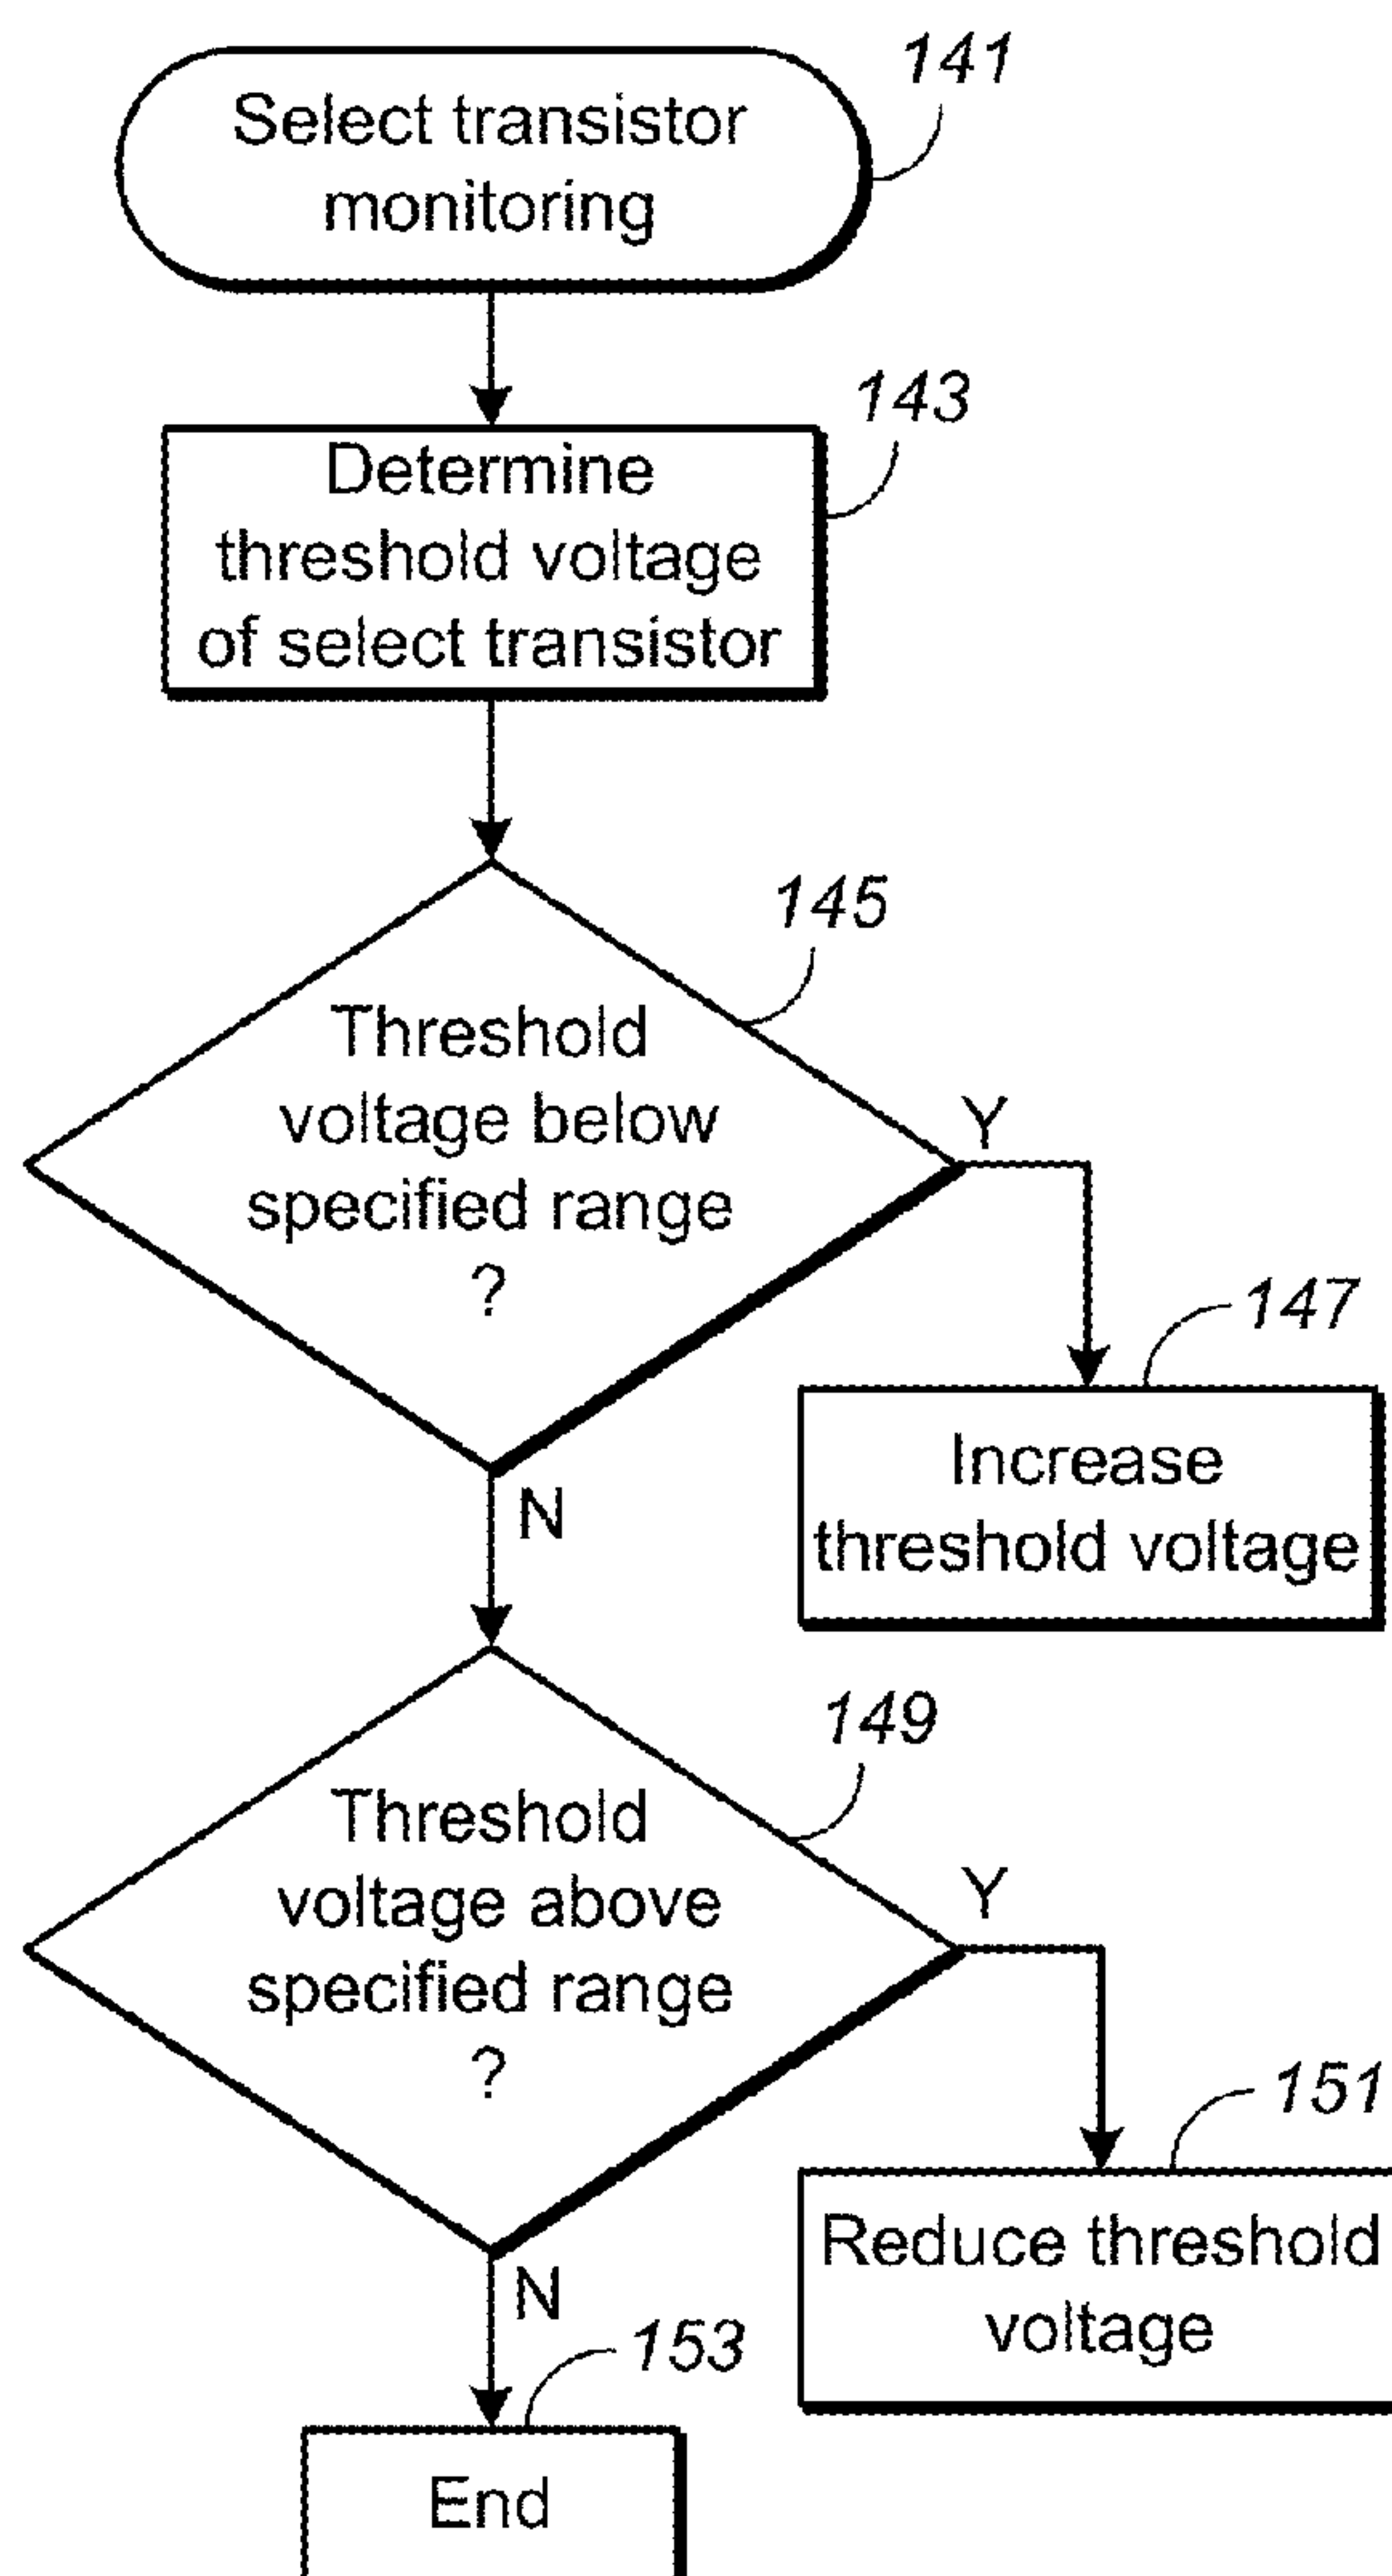 141
Select transistor
monitoring
143
Determine
threshold voltage
of select transistor
145
Threshold
voltage below
specified range
?
Y
147
Increase
threshold voltage
N
149
Threshold
voltage above
specified range
?
Y
151
Reduce threshold
voltage
N
153
End